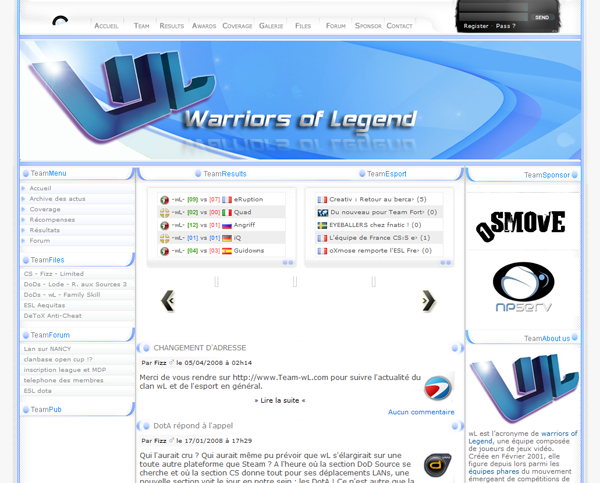 Accueil Team Results Awards Coverage Galerie Files Forum Sponsor Contact
SEND
Register - Pass ?
WL
Warriors of Legend
TeamMenu
Accueil
Archive des actus
Coverage
Récompenses
Résultats
Forum
TeamFiles
CS - Fizz - Limited
DoDs - Lode - R. aux Sources 3
DoDs - wL - Family Skill
ESL Aequitas
DeToX Anti-Cheat
TeamForum
Lan sur NANCY
clanbase open cup !?
inscription league et MDP
telephone des membres
ESL dota
TeamPub
TeamResults
-wL- [09] vs [07] eRuption
-wL- [02] vs [00] Quad
-wL- [12] vs [01] Angriff
-wL- [01] vs [01] iQ
-wL- [04] vs [03] Guidowns
TeamEsport
Creativ : Retour au berca (5)
Du nouveau pour Team Fort (0)
EYEBALLERS chez fnatic ! (0)
L'équipe de France CS:S e (1)
oXmose remporte l'ESL Fre (0)
CHANGEMENT D'ADRESSE
Par Fizz le 05/04/2008 à 02h14
Merci de vous rendre sur http://www.Team-wL.com pour suivre l'actualité du
clan wL et de l'esport en général.
» Lire la suite «
Aucun commentaire
DotA répond à l'appel
Par Fizz le 17/01/2008 à 17h29
Qui l'aurait cru ? Qui aurait même pu prévoir que wL s'élargirait sur une
toute autre plateforme que Steam ? A l'heure où la section DoD Source se
cherche et où la section CS donne tout pour ses déplacements LANs, une
nouvelle section voit le jour en notre sein : les DotA ! Ce n'est autre que la
TeamSponsor
OSMOVE
npserv
TeamAbout us
WL
wL est l'acronyme de warriors of
Legend, une équipe composée
de joueurs de jeux vidéo.
Créée en Février 2001, elle
figure depuis lors parmi les
équipes phares du mouvement
émergeant de compétitions de